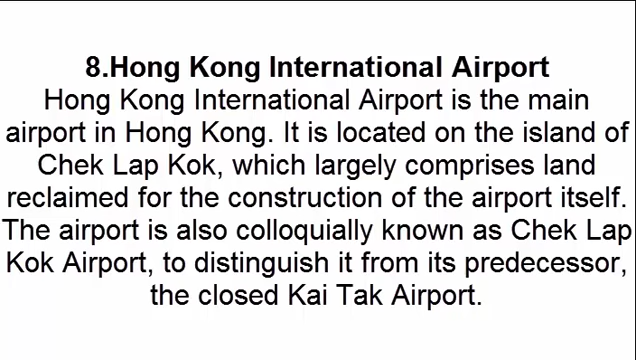 8.Hong Kong International Airport
Hong Kong International Airport is the main
airport in Hong Kong. It is located on the island of
Chek Lap Kok, which largely comprises land
reclaimed for the construction of the airport itself.
The airport is also colloquially known as Chek Lap
Kok Airport, to distinguish it from its predecessor,
the closed Kai Tak Airport.